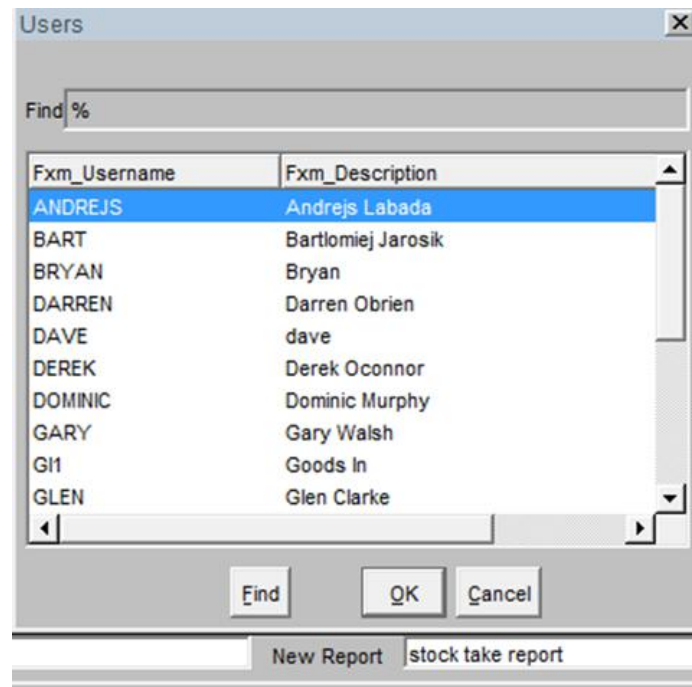 Users
Find %
Fxm_Username Fxm_Description
ANDREJS Andrejs Labada
BART Bartlomiej Jarosik
BRYAN Bryan
DARREN Darren Obrien
DAVE dave
DEREK Derek Oconnor
DOMINIC Dominic Murphy
GARY Gary Walsh
GI1 Goods In
GLEN Glen Clarke
Find OK Cancel
New Report stock take report